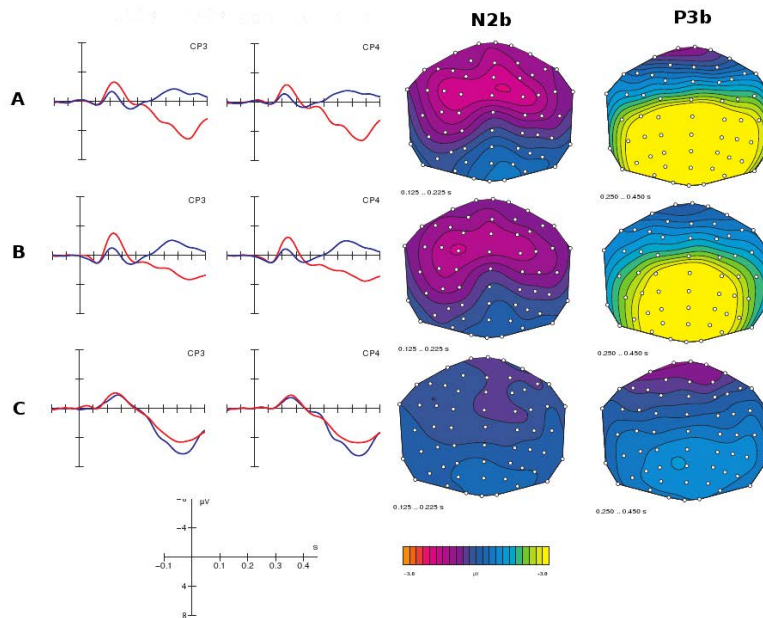 N2b P3b
A CP3 CP4
0.125 .. 0.225 s 0.250 .. 0.450 s
B CP3 CP4
0.125 .. 0.225 s 0.250 .. 0.450 s
C CP3 CP4
0.125 .. 0.225 s 0.250 .. 0.450 s
µV
−4
s
−0.1 0.1 0.2 0.3 0.4
4
8
−3.0 µV −3.0